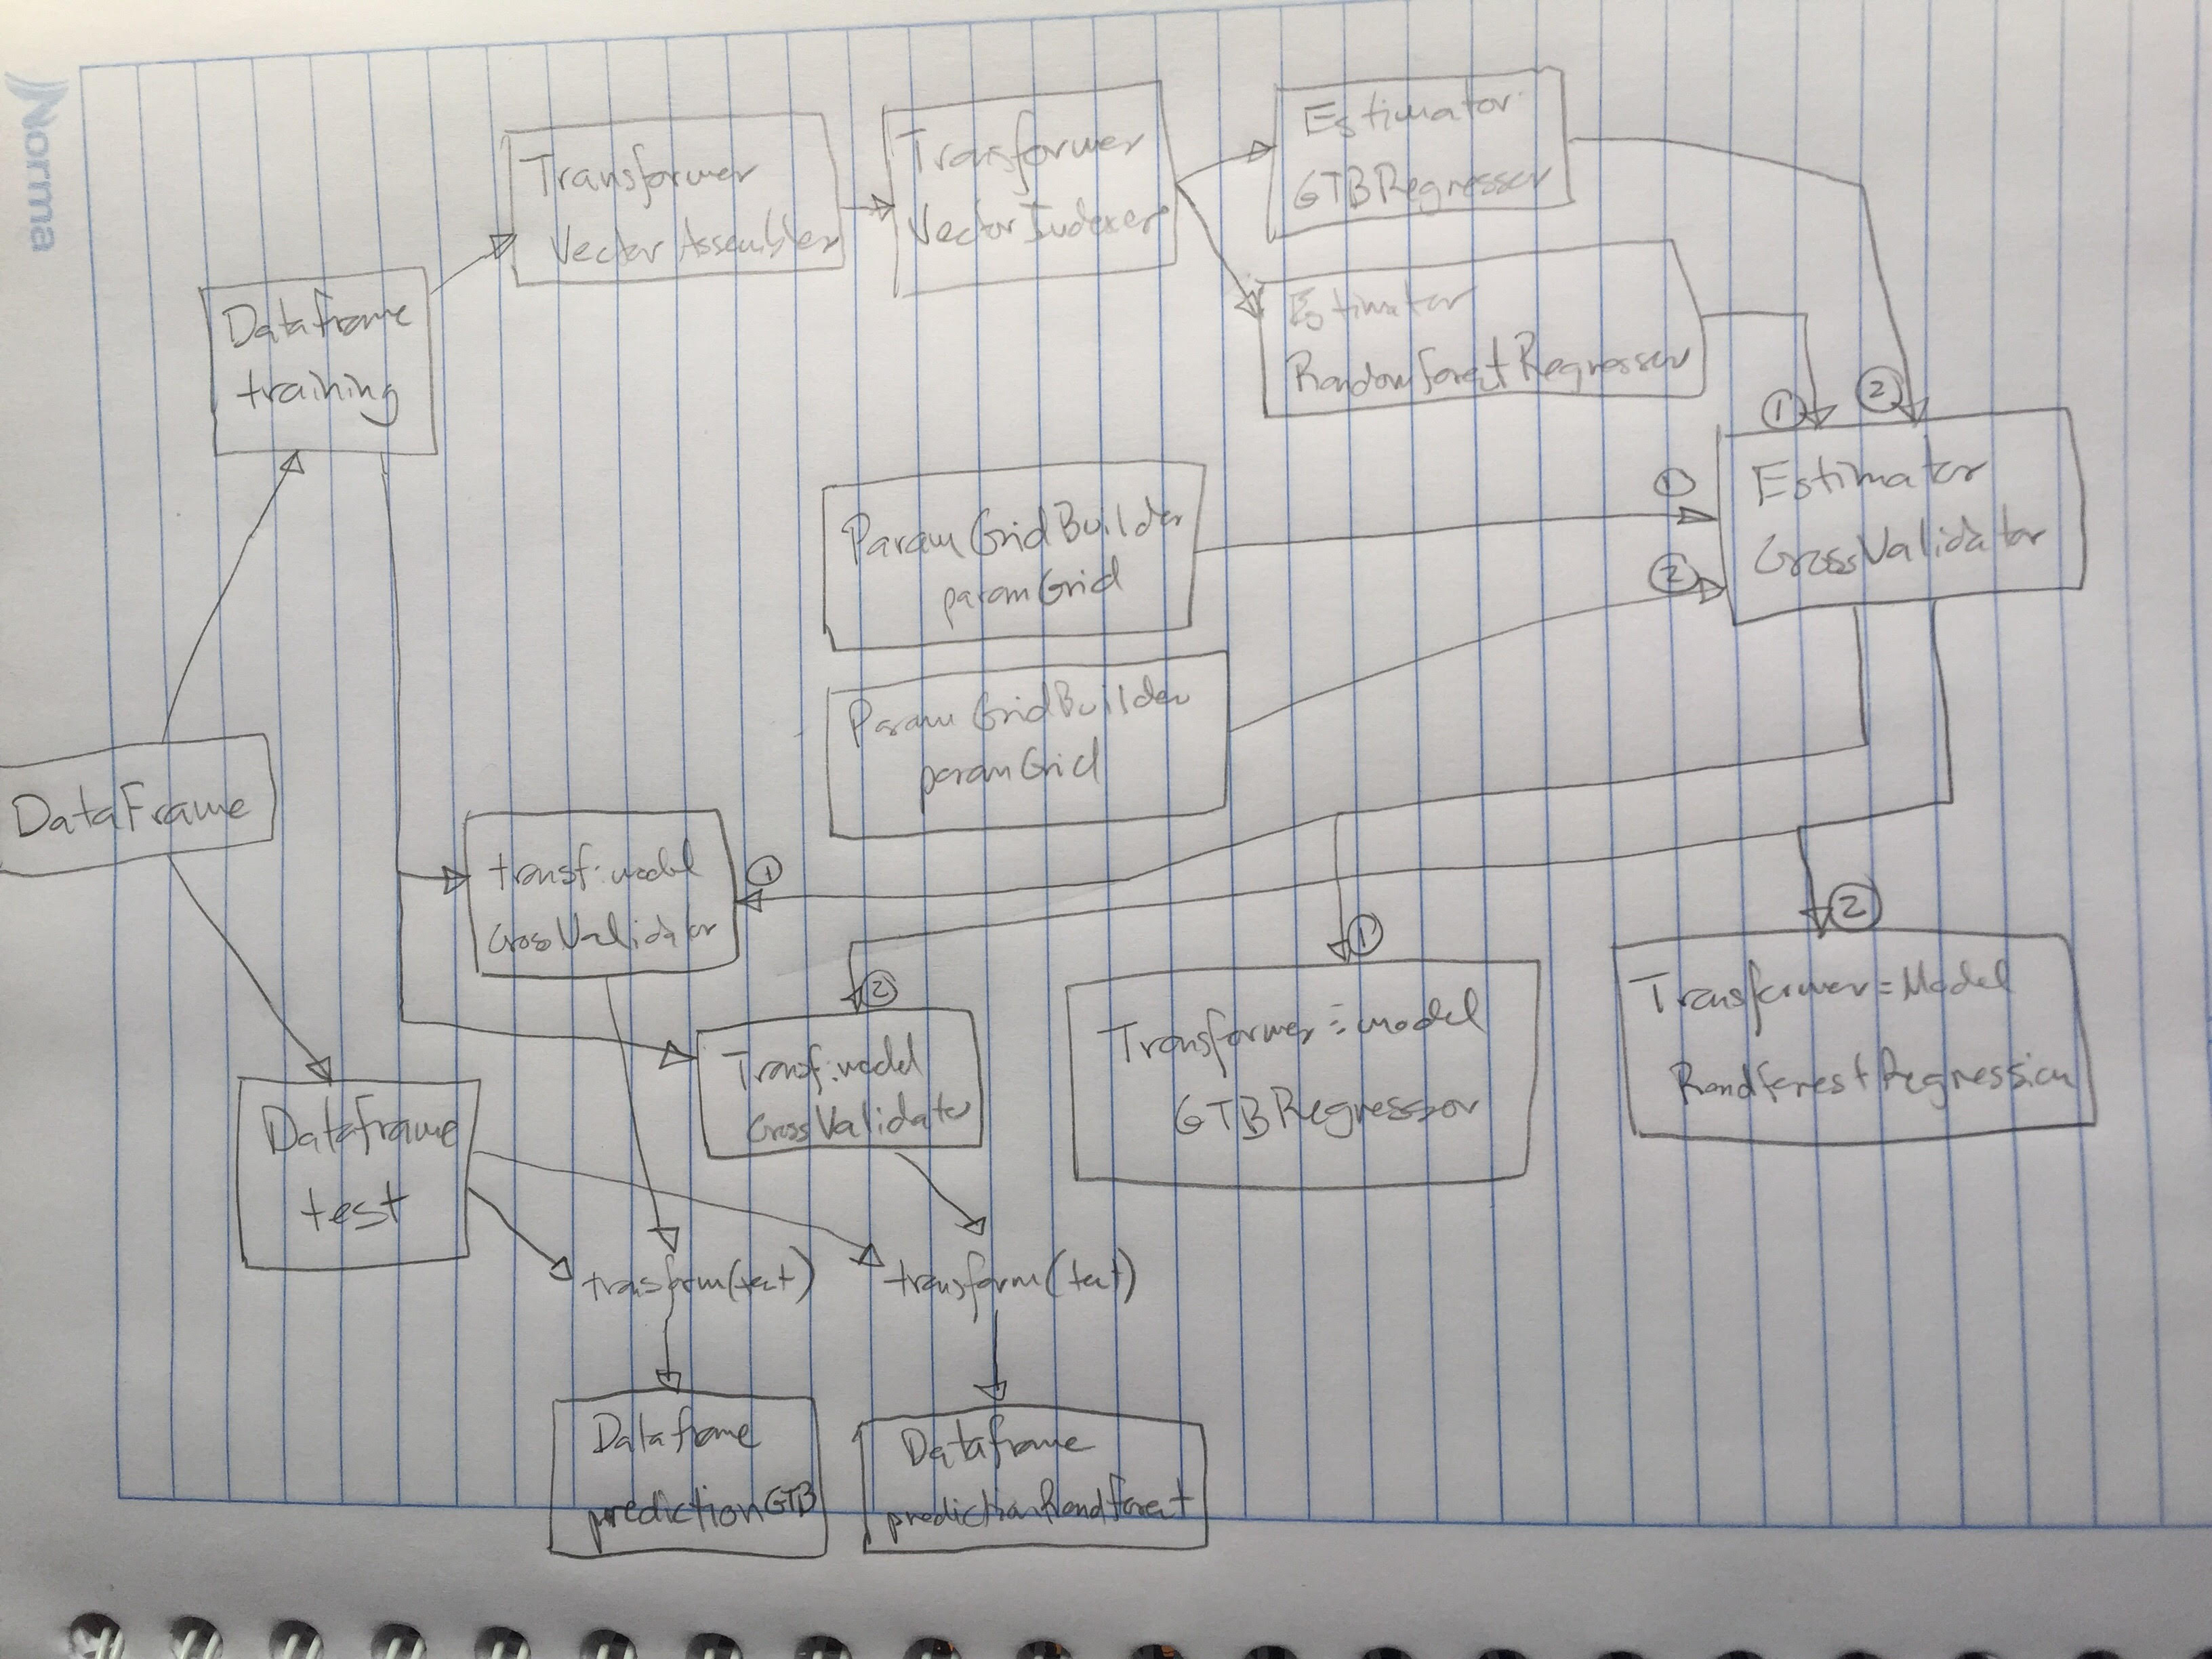 Norma
Transformer
VectorAssembler
Transformer
VectorIndexer
Estimator
GTBRegressor
Estimator
RandomForestRegressor
Dataframe
training
①
②
Estimator
CrossValidator
①
②
ParamGridBuilder
paramGrid
ParamGridBuilder
paramGrid
DataFrame
transf:model
CrossValidator
①
②
Transf:model
CrossValidator
①
Transformer=model
GTBRegressor
②
Transformer=Model
RandforestRegression
Dataframe
test
transform(test)
transform(test)
Dataframe
predictionGTB
Dataframe
predictionRandForest